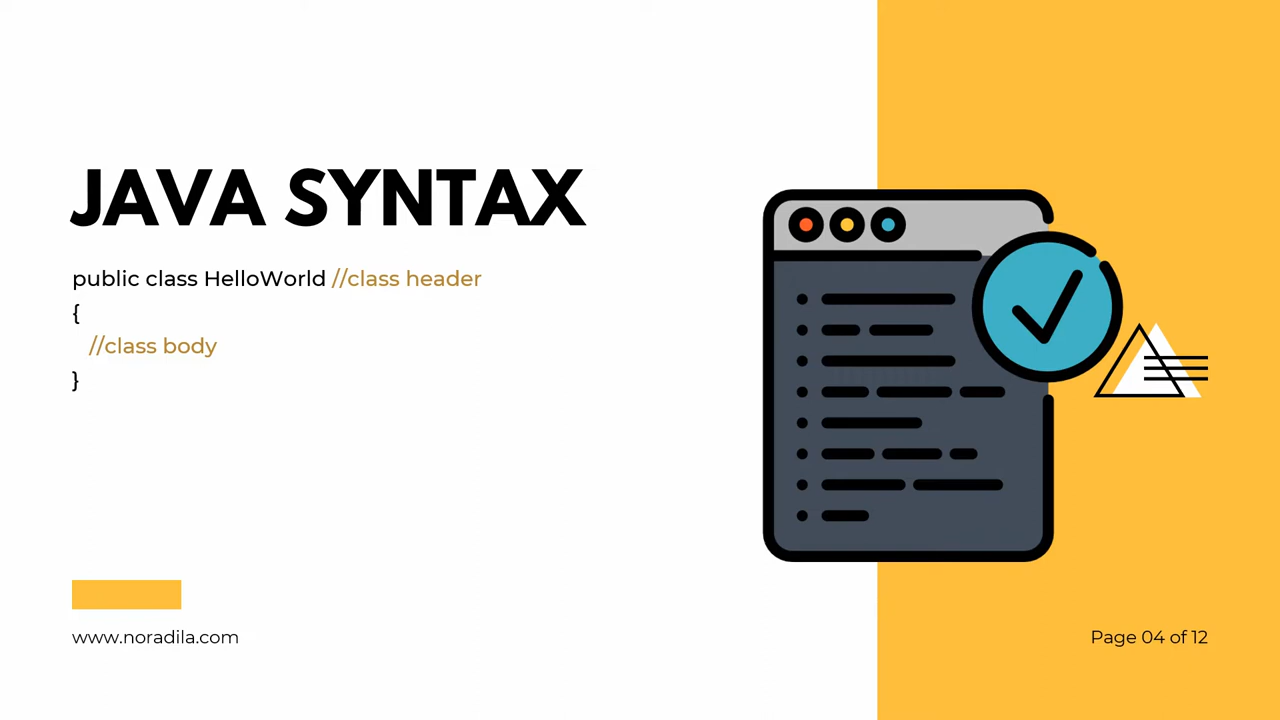 JAVA SYNTAX
public class HelloWorld //class header
{
//class body
}
www.noradila.com
Page 04 of 12